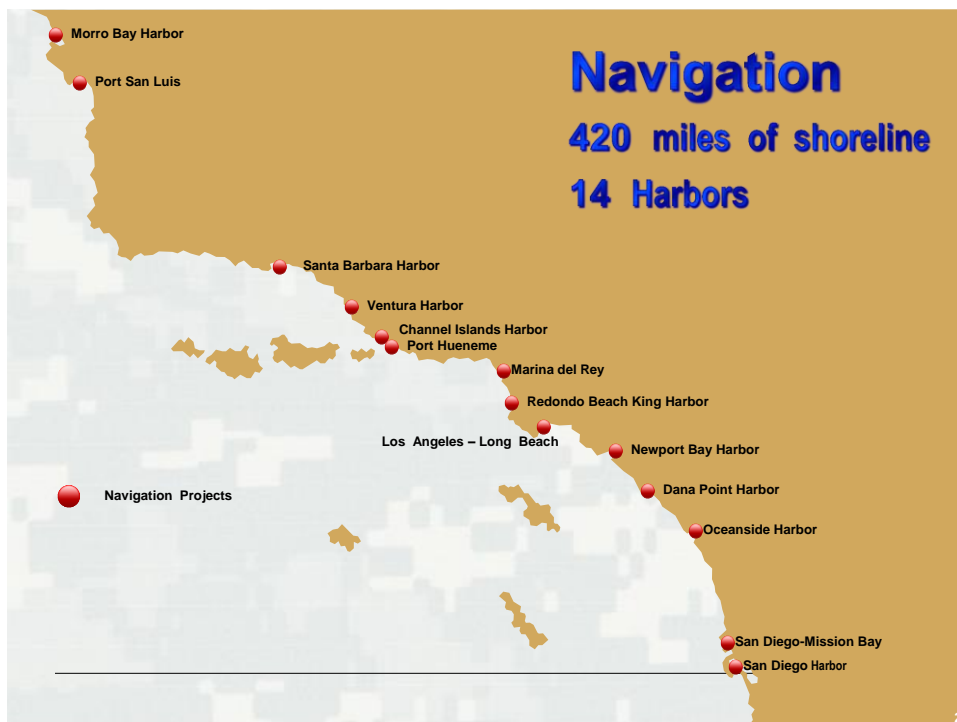 Morro Bay Harbor
Port San Luis
Navigation
420 miles of shoreline
14 Harbors
Santa Barbara Harbor
Ventura Harbor
Channel Islands Harbor
Port Hueneme
Marina del Rey
Redondo Beach King Harbor
Los Angeles – Long Beach
Newport Bay Harbor
Dana Point Harbor
Navigation Projects
Oceanside Harbor
San Diego-Mission Bay
San Diego Harbor